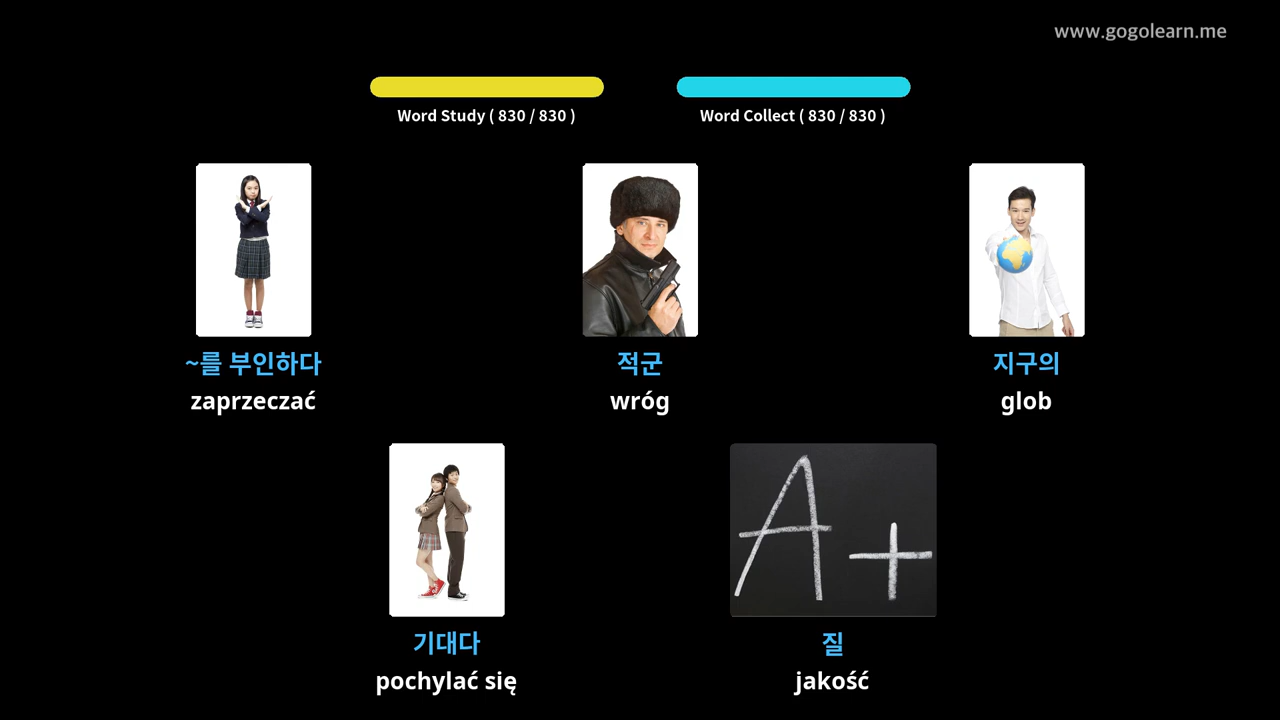 www.gogolearn.me
Word Study ( 830 / 830 )
Word Collect ( 830 / 830 )
~를 부인하다
zaprzeczać
적군
wróg
지구의
glob
A+
기대다
pochylać się
질
jakość